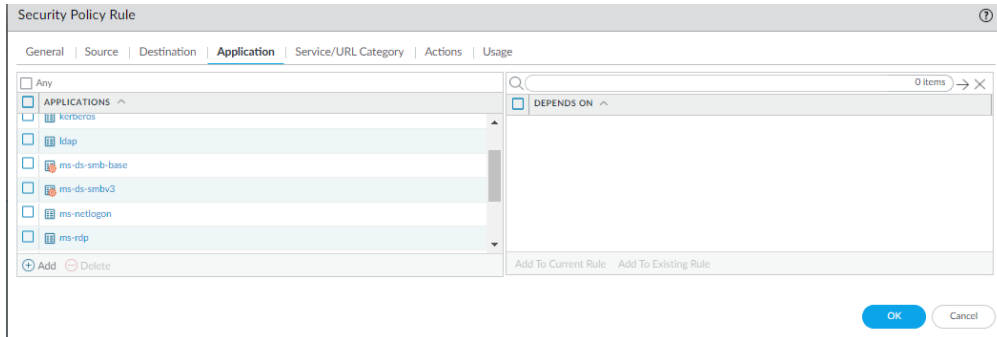 Security Policy Rule
General | Source | Destination | Application | Service/URL Category | Actions | Usage
Any
0 items
APPLICATIONS
DEPENDS ON
kerberos
ldap
ms-ds-smb-base
ms-ds-smbv3
ms-netlogon
ms-rdp
Add Delete
Add To Current Rule Add To Existing Rule
OK Cancel